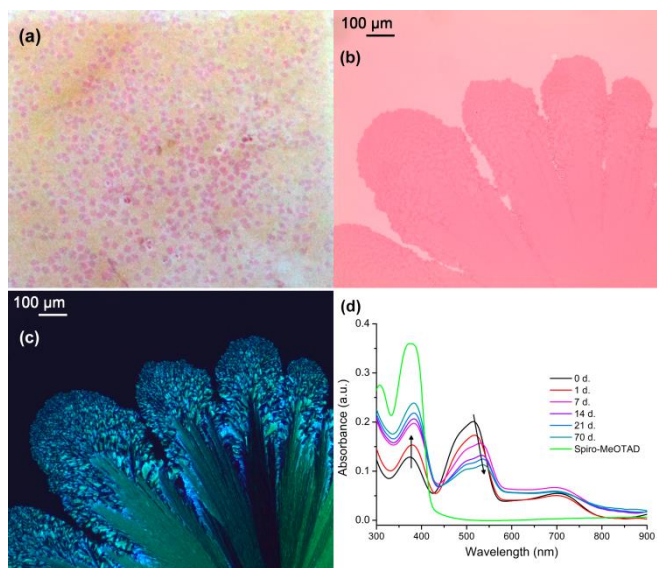 100 µm
(a)
(b)
100 µm
(c)
(d)
0.4
0.3
0.2
0.1
0.0
Absorbance (a.u.)
0 d.
1 d.
7 d.
14 d.
21 d.
70 d.
Spiro-MeOTAD
300 400 500 600 700 800 900
Wavelength (nm)